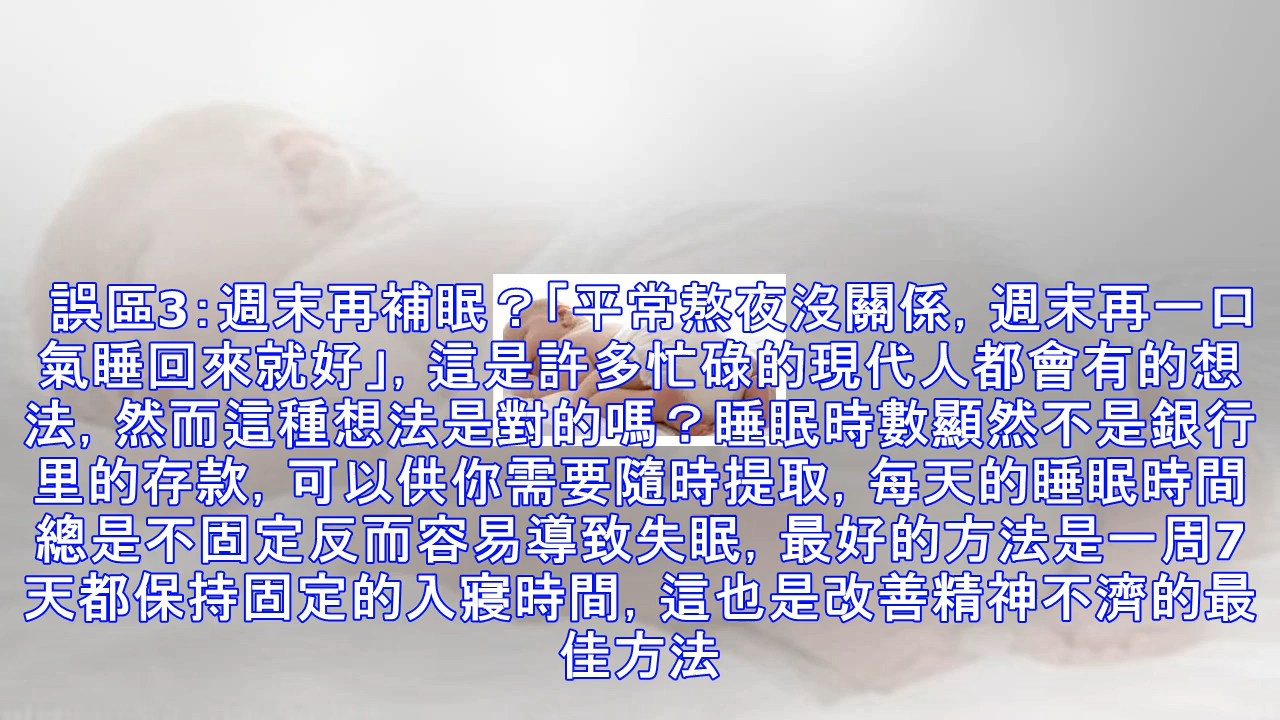 誤區3：週末再補眠？「平常熬夜沒關係，週末再一口
氣睡回來就好」，這是許多忙碌的現代人都會有的想
法，然而這種想法是對的嗎？睡眠時數顯然不是銀行
里的存款，可以供你需要隨時提取，每天的睡眠時間
總是不固定反而容易導致失眠，最好的方法是一周7
天都保持固定的入寢時間，這也是改善精神不濟的最
佳方法